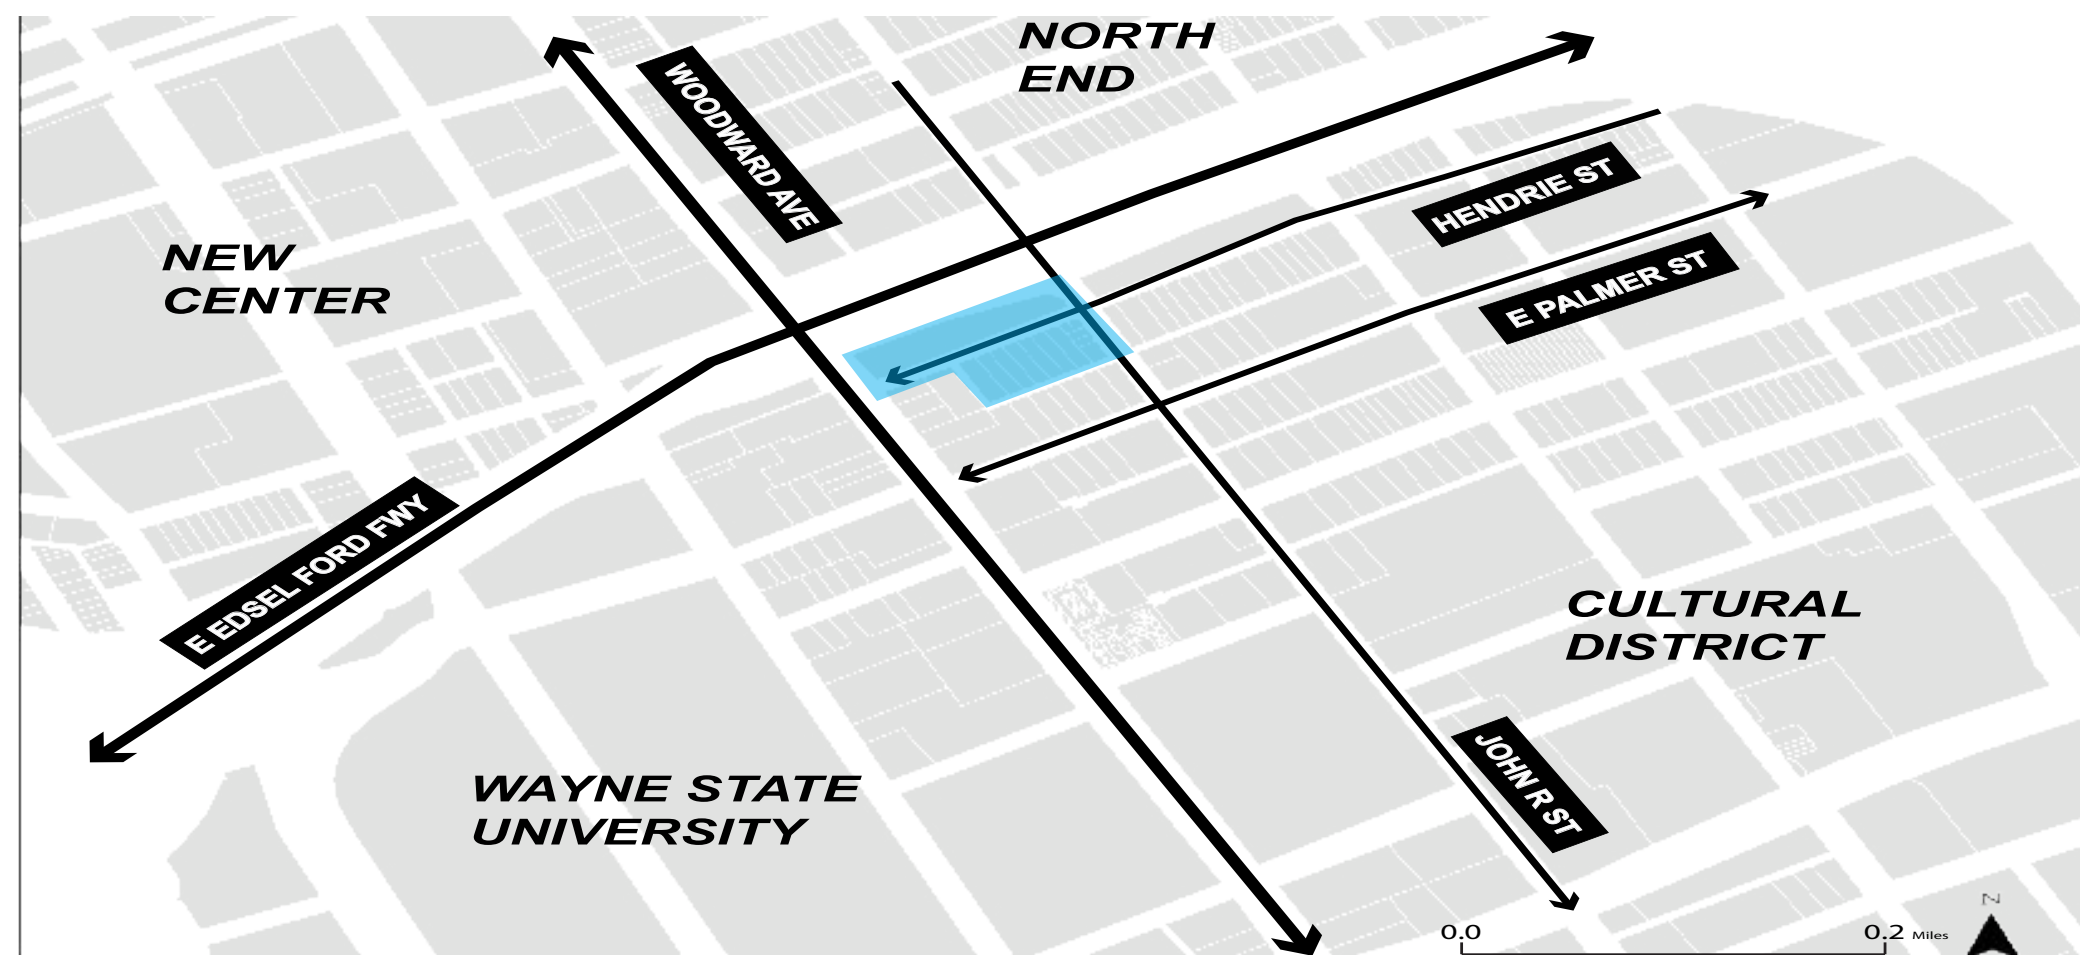 NORTH
END
WOODWARD AVE
HENDRIE ST
E PALMER ST
NEW
CENTER
E EDSEL FORD FWY
CULTURAL
DISTRICT
WAYNE STATE
UNIVERSITY
JOHN R ST
N
0.0
0.2 Miles